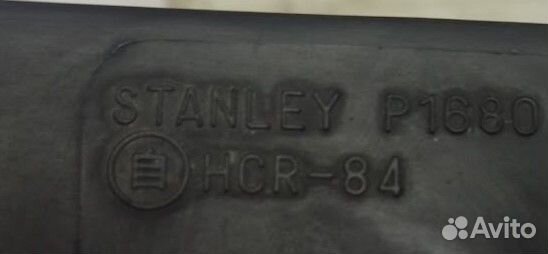 STANLEY P1680
自 HCR-84
Avito